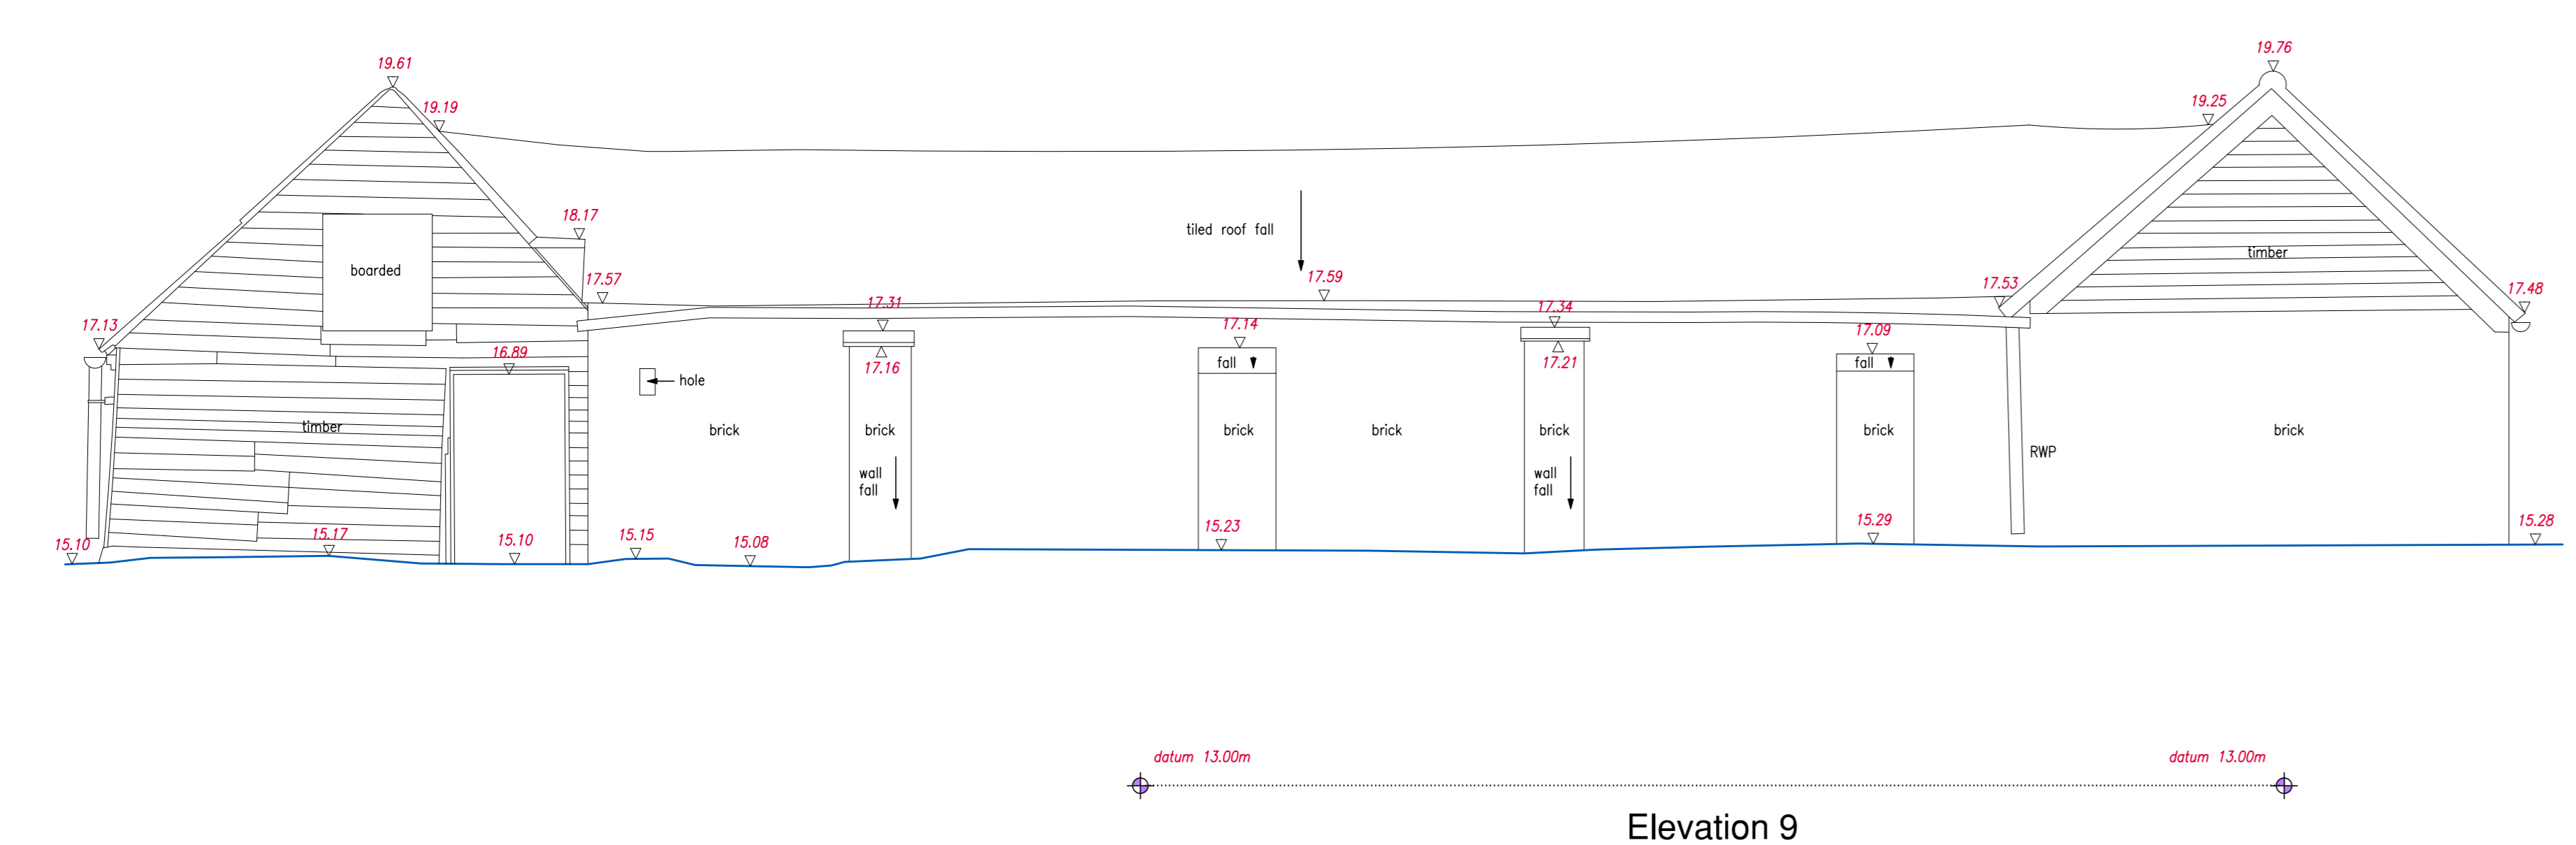 19.76
19.61
19.25
19.19
18.17
tiled roof fall
timber
boarded
17.57
17.59
17.53
17.48
17.31
17.34
17.13
17.14
17.09
16.89
fall
fall
17.16
17.21
hole
timber
brick
brick
brick
brick
brick
brick
brick
RWP
wall
fall
wall
fall
15.10
15.17
15.10
15.15
15.08
15.23
15.29
15.28
datum 13.00m
datum 13.00m
Elevation 9